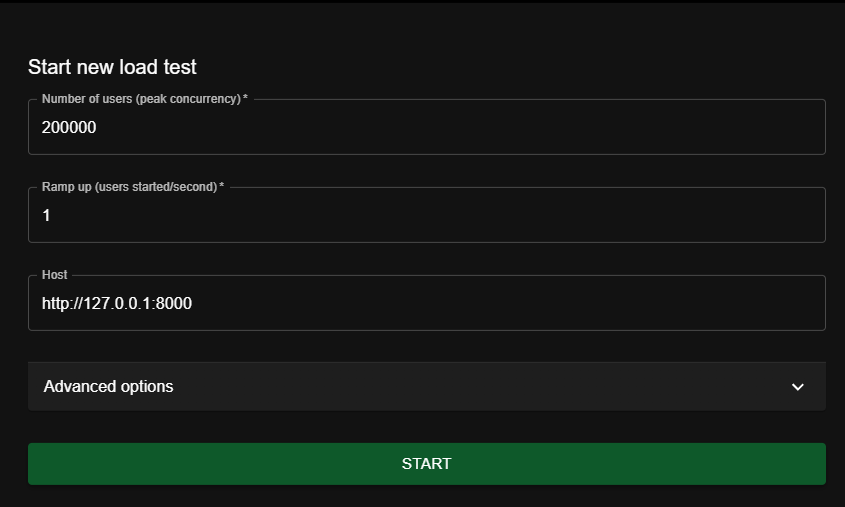 Start new load test
Number of users (peak concurrency) *
200000
Ramp up (users started/second) *
1
Host
http://127.0.0.1:8000
Advanced options
START